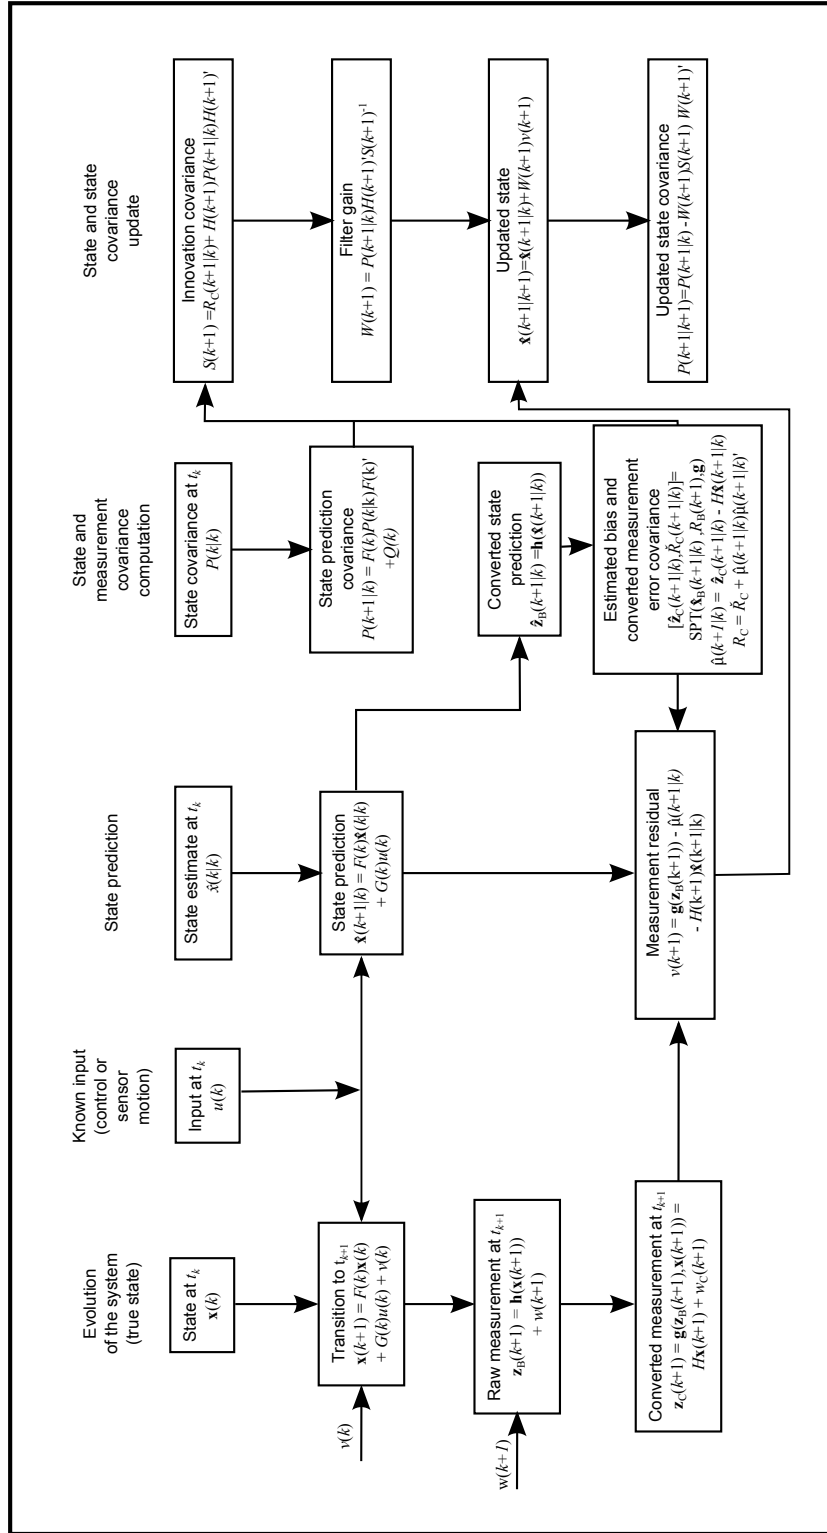 Evolution
of the system
(true state)
State at t_k
x(k)
Transition to t_{k+1}
x(k+1) = F(k)x(k)
+ G(k)u(k) + v(k)
v(k)
Raw measurement at t_{k+1}
z_B(k+1) = h(x(k+1))
+ w(k+1)
w(k+1)
Converted measurement at t_{k+1}
z_C(k+1) = g(z_B(k+1),x(k+1)) =
Hx(k+1) + w_C(k+1)
Known input
(control or
sensor
motion)
Input at t_k
u(k)
State prediction
State estimate at t_k
x̂(k|k)
State prediction
x̂(k+1|k) = F(k)x̂(k|k)
+ G(k)u(k)
Measurement residual
ν(k+1) = g(z_B(k+1)) - μ̂(k+1|k)
- H(k+1)x̂(k+1|k)
State and
measurement
covariance
computation
State covariance at t_k
P(k|k)
State prediction
covariance
P(k+1|k) = F(k)P(k|k)F(k)'
+Q(k)
Converted state
prediction
ẑ_B(k+1|k) =h(x̂(k+1|k))
Estimated bias and
converted measurement
error covariance
[ẑ_C(k+1|k),Ř_C(k+1|k)]=
SPT(x̂_B(k+1|k) ,R_B(k+1),g)
μ̂(k+1|k) = ẑ_C(k+1|k) - Hx̂(k+1|k)
R_C = Ř_C + μ̂(k+1|k)μ̂(k+1|k)'
State and state
covariance
update
Innovation covariance
S(k+1) =R_C(k+1|k)+ H(k+1)P(k+1|k)H(k+1)'
Filter gain
W(k+1) = P(k+1|k)H(k+1)'S(k+1)^{-1}
Updated state
x̂(k+1|k+1)=x̂(k+1|k)+W(k+1)ν(k+1)
Updated state covariance
P(k+1|k+1)=P(k+1|k) -W(k+1)S(k+1) W(k+1)'